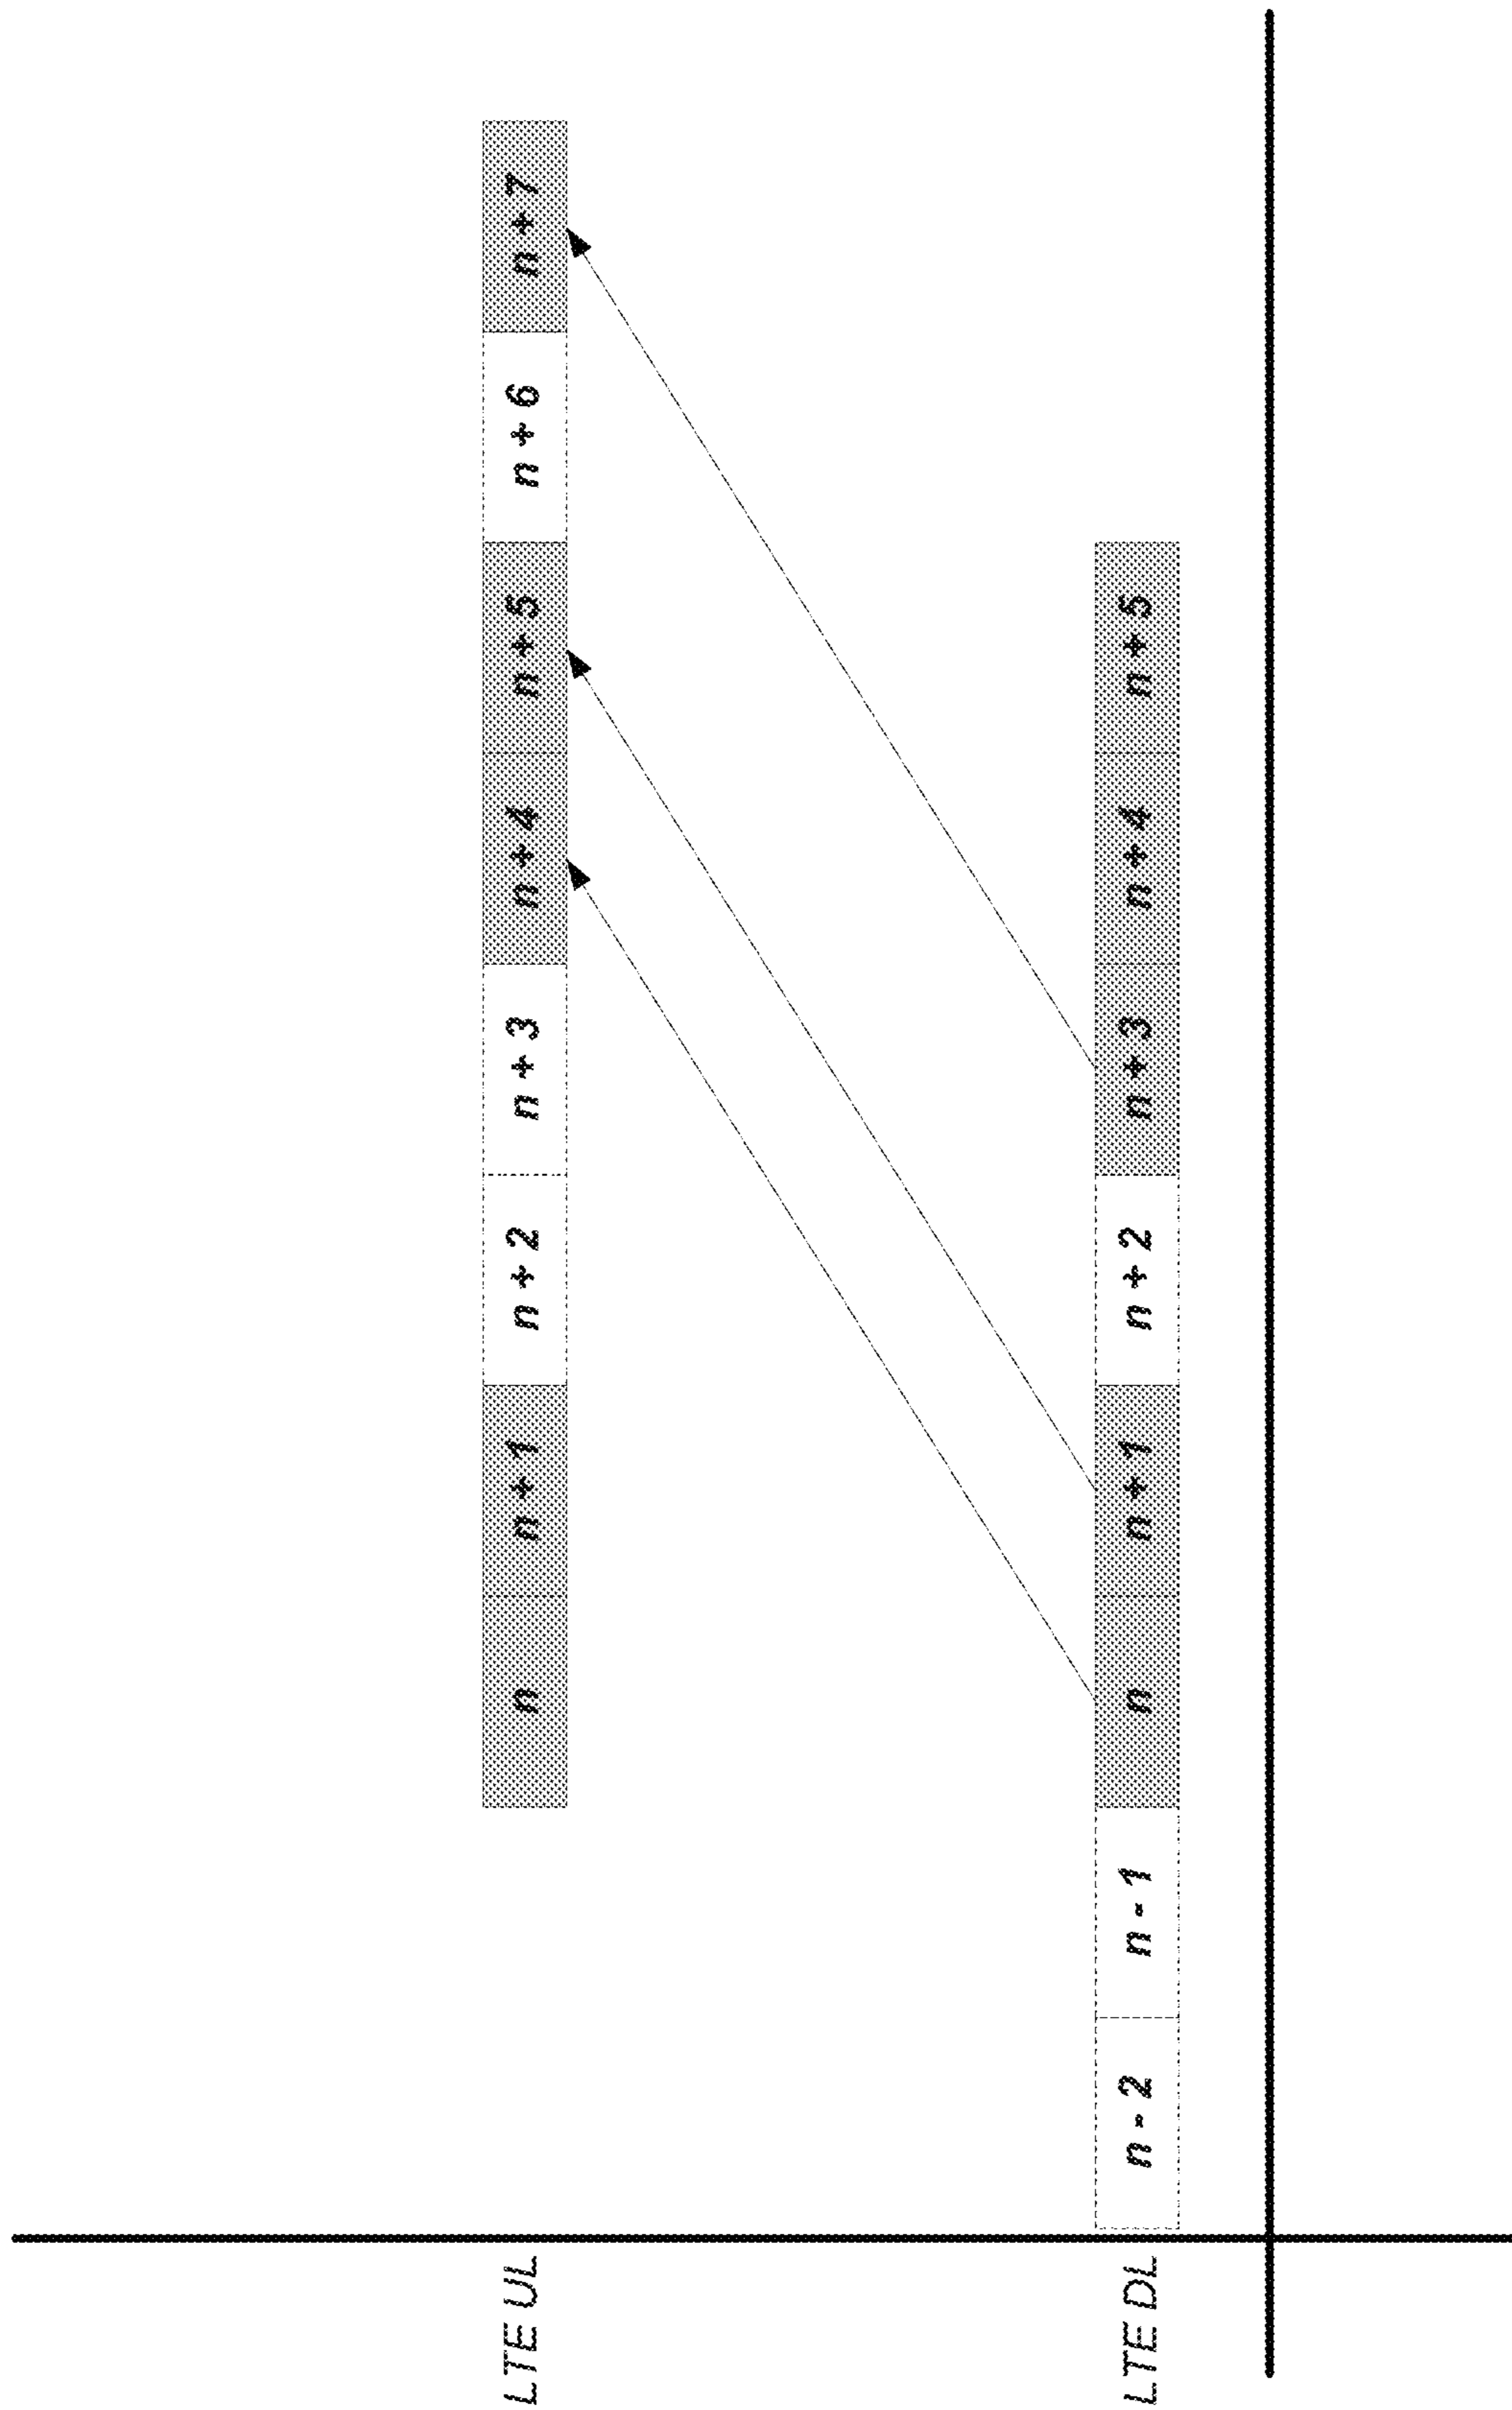 LTE UL
n
n + 1
n + 2
n + 3
n + 4
n + 5
n + 6
n + 7
LTE DL
n - 2
n - 1
n
n + 1
n + 2
n + 3
n + 4
n + 5